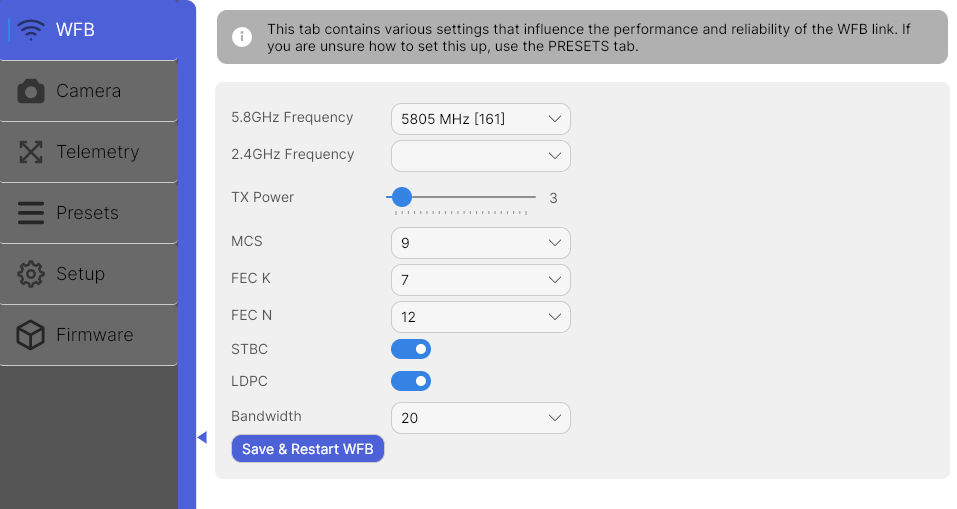 WFB
Camera
Telemetry
Presets
Setup
Firmware
This tab contains various settings that influence the performance and reliability of the WFB link. If
you are unsure how to set this up, use the PRESETS tab.
5.8GHz Frequency 5805 MHz [161]
2.4GHz Frequency
TX Power 3
MCS 9
FEC K 7
FEC N 12
STBC
LDPC
Bandwidth 20
Save & Restart WFB